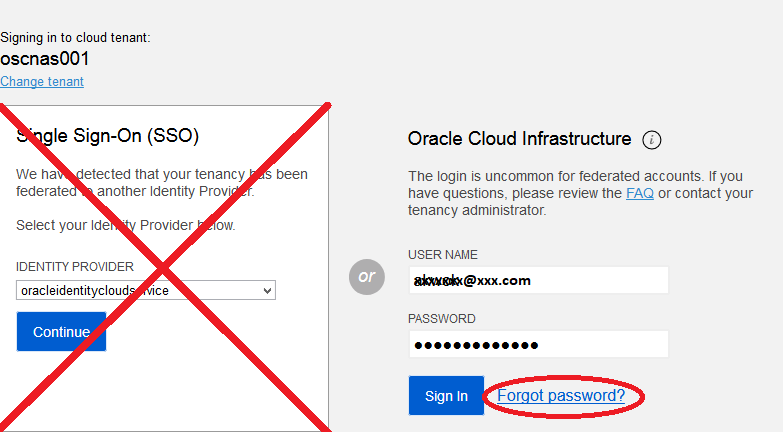 Signing in to cloud tenant:
oscnas001
Change tenant
Single Sign-On (SSO)
We have detected that your tenancy has been
federated to another Identity Provider.
Select your Identity Provider below.
IDENTITY PROVIDER
oracleidentitycloudservice
Continue
or
Oracle Cloud Infrastructure
The login is uncommon for federated accounts. If you
have questions, please review the FAQ or contact your
tenancy administrator.
USER NAME
@xxx.com
PASSWORD
●●●●●●●●●●●●●
Sign In
Forgot password?